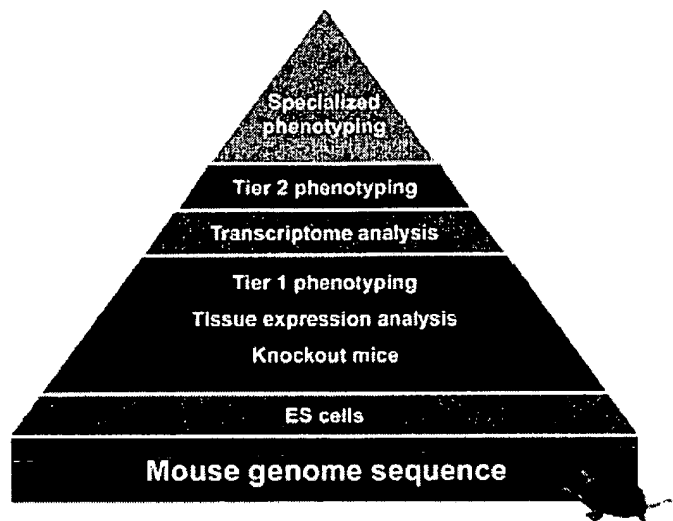 Specialized
phenotyping
Tier 2 phenotyping
Transcriptome analysis
Tier 1 phenotyping
Tissue expression analysis
Knockout mice
ES cells
Mouse genome sequence